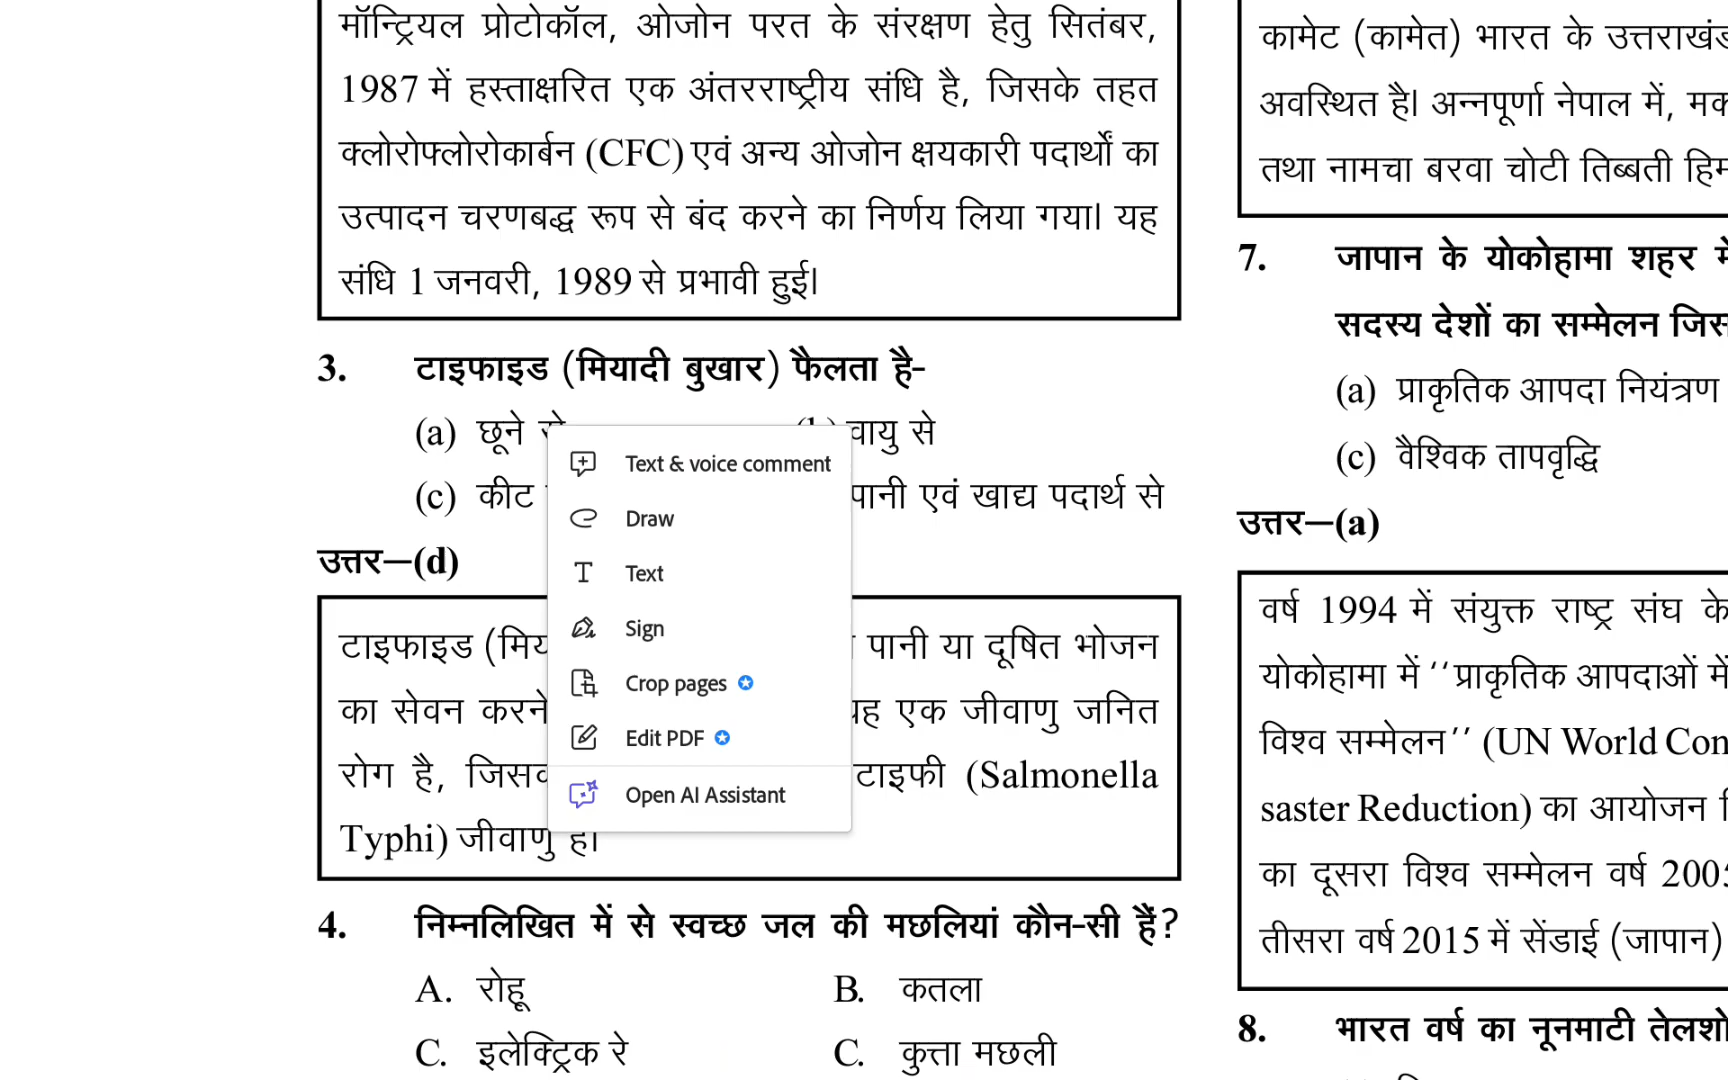 मॉन्ट्रियल प्रोटोकॉल, ओजोन परत के संरक्षण हेतु सितंबर,
1987 में हस्ताक्षरित एक अंतरराष्ट्रीय संधि है, जिसके तहत
क्लोरोफ्लोरोकार्बन (CFC) एवं अन्य ओजोन क्षयकारी पदार्थों का
उत्पादन चरणबद्ध रूप से बंद करने का निर्णय लिया गया। यह
संधि 1 जनवरी, 1989 से प्रभावी हुई।
3. टाइफाइड (मियादी बुखार) फैलता है-
(a) छूने से वायु से
(c) कीट पानी एवं खाद्य पदार्थ से
उत्तर—(d)
टाइफाइड पानी या दूषित भोजन
का सेवन करने एक जीवाणु जनित
रोग है, टाइफी (Salmonella
Typhi) जीवाणु है।
4. निम्नलिखित में से स्वच्छ जल की मछलियां कौन-सी हैं?
A. रोहू B. कतला
C. इलेक्ट्रिक रे C. कुत्ता मछली
Text & voice comment
Draw
Text
Sign
Crop pages
Edit PDF
Open AI Assistant
कामेट (कामेत) भारत के
अवस्थित है। अन्नपूर्णा नेपाल में,
तथा नामचा बरवा चोटी तिब्बती
7. जापान के योकोहामा शहर
सदस्य देशों का सम्मेलन
(a) प्राकृतिक आपदा नियंत्रण
(c) वैश्विक तापवृद्धि
उत्तर—(a)
वर्ष 1994 में संयुक्त राष्ट्र संघ के
योकोहामा में ‘‘प्राकृतिक आपदाओं में
विश्व सम्मेलन’’ (UN World
saster Reduction) का आयोजन
का दूसरा विश्व सम्मेलन वर्ष
तीसरा वर्ष 2015 में सेंडाई (जापान)
8. भारत वर्ष का नूनमाटी